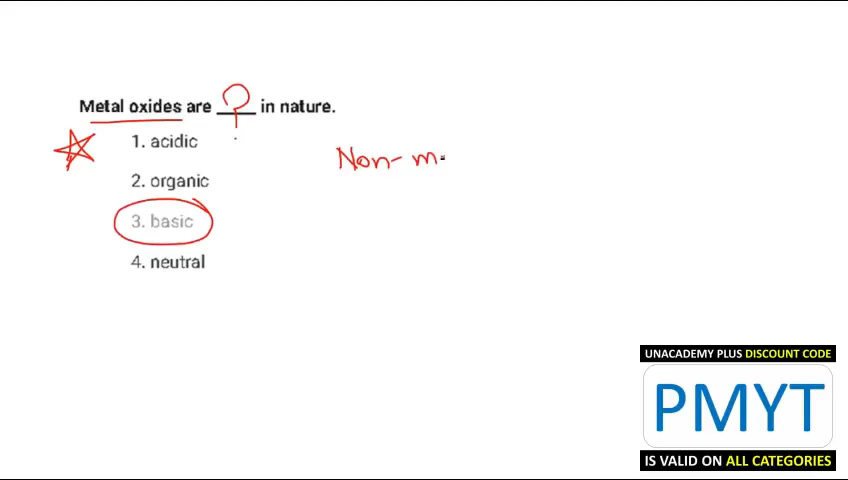 Metal oxides are ____ in nature.
1. acidic
Non- m
2. organic
3. basic
4. neutral
UNACADEMY PLUS DISCOUNT CODE
PMYT
IS VALID ON ALL CATEGORIES